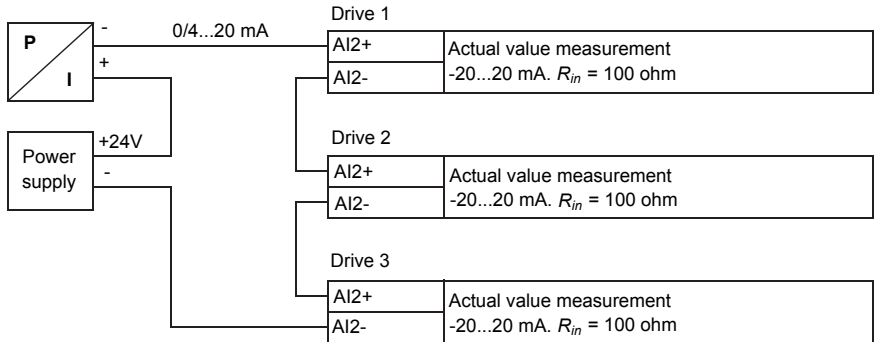 Drive 1
P
-
0/4...20 mA
AI2+
Actual value measurement
+
I
AI2-
-20...20 mA. Rin = 100 ohm
Power
supply
+24V
-
Drive 2
AI2+
Actual value measurement
AI2-
-20...20 mA. Rin = 100 ohm
Drive 3
AI2+
Actual value measurement
AI2-
-20...20 mA. Rin = 100 ohm